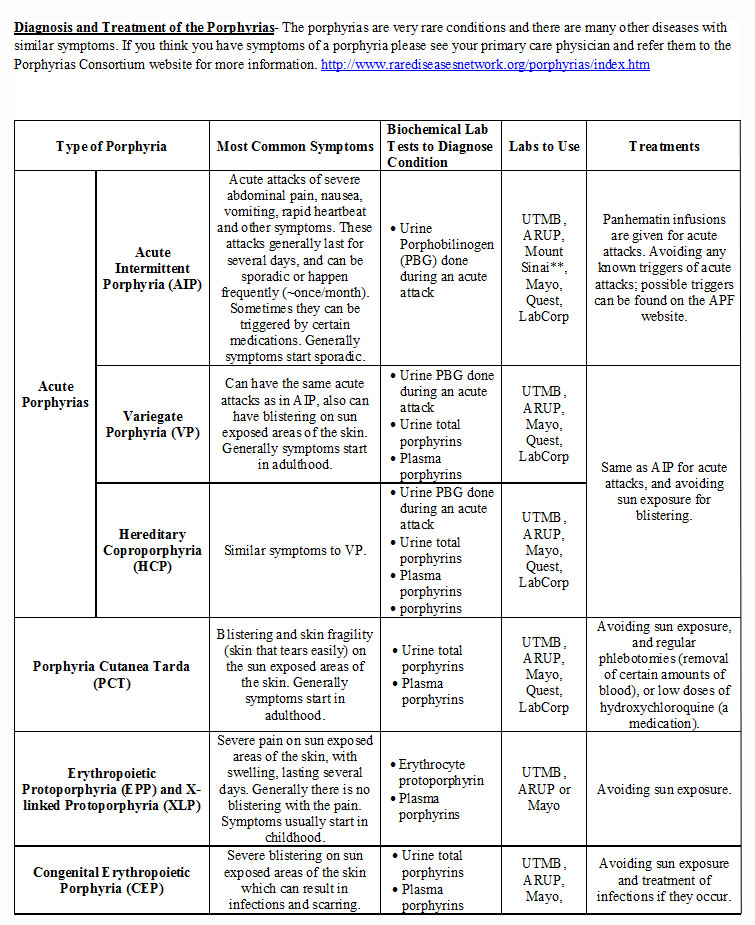 Diagnosis and Treatment of the Porphyrias- The porphyrias are very rare conditions and there are many other diseases with
similar symptoms. If you think you have symptoms of a porphyria please see your primary care physician and refer them to the
Porphyrias Consortium website for more information. http://www.rarediseasesnetwork.org/porphyrias/index.htm
Type of Porphyria
Most Common Symptoms
Biochemical Lab
Tests to Diagnose
Condition
Labs to Use
Treatments
Acute
Porphyrias
Acute
Intermittent
Porphyria (AIP)
Acute attacks of severe
abdominal pain, nausea,
vomiting, rapid heartbeat
and other symptoms. These
attacks generally last for
several days, and can be
sporadic or happen
frequently (~once/month).
Sometimes they can be
triggered by certain
medications. Generally
symptoms start sporadic.
• Urine
Porphobilinogen
(PBG) done
during an acute
attack
UTMB,
ARUP,
Mount
Sinai**,
Mayo,
Quest,
LabCorp
Panhematin infusions
are given for acute
attacks. Avoiding any
known triggers of acute
attacks; possible triggers
can be found on the APF
website.
Variegate
Porphyria (VP)
Can have the same acute
attacks as in AIP, also can
have blistering on sun
exposed areas of the skin.
Generally symptoms start
in adulthood.
• Urine PBG done
during an acute
attack
• Urine total
porphyrins
• Plasma
porphyrins
UTMB,
ARUP,
Mayo,
Quest,
LabCorp
Same as AIP for acute
attacks, and avoiding
sun exposure for
blistering.
Hereditary
Coproporphyria
(HCP)
Similar symptoms to VP.
• Urine PBG done
during an acute
attack
• Urine total
porphyrins
• Plasma
porphyrins
• porphyrins
UTMB,
ARUP,
Mayo,
Quest,
LabCorp
Porphyria Cutanea Tarda
(PCT)
Blistering and skin fragility
(skin that tears easily) on
the sun exposed areas of
the skin. Generally
symptoms start in
adulthood.
• Urine total
porphyrins
• Plasma
porphyrins
UTMB,
ARUP,
Mayo,
Quest,
LabCorp
Avoiding sun exposure,
and regular
phlebotomies (removal
of certain amounts of
blood), or low doses of
hydroxychloroquine (a
medication).
Erythropoietic
Protoporphyria (EPP) and X-
linked Protoporphyria (XLP)
Severe pain on sun exposed
areas of the skin, with
swelling, lasting several
days. Generally there is no
blistering with the pain.
Symptoms usually start in
childhood.
• Erythrocyte
protoporphyrin
• Plasma
porphyrins
UTMB,
ARUP or
Mayo
Avoiding sun exposure.
Congenital Erythropoietic
Porphyria (CEP)
Severe blistering on sun
exposed areas of the skin
which can result in
infections and scarring.
• Urine total
porphyrins
• Plasma
porphyrins
UTMB,
ARUP,
Mayo,
Avoiding sun exposure
and treatment of
infections if they occur.